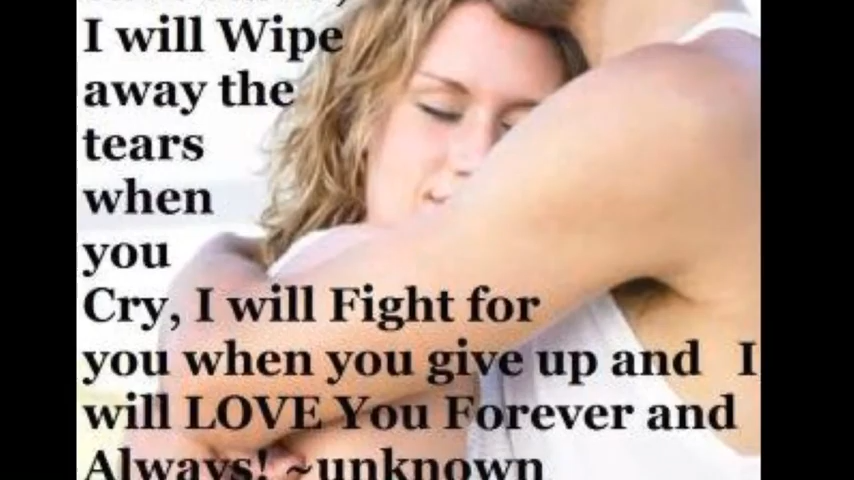 I will Wipe
away the
tears
when
you
Cry, I will Fight for
you when you give up and I
will LOVE You Forever and
Always! ~unknown